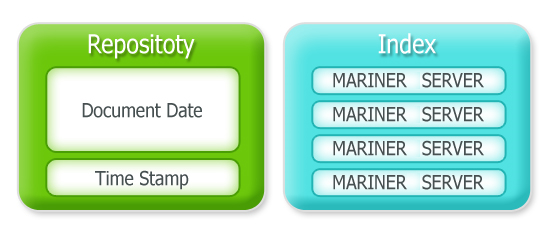 Repositoty
Document Date
Time Stamp
Index
MARINER SERVER
MARINER SERVER
MARINER SERVER
MARINER SERVER